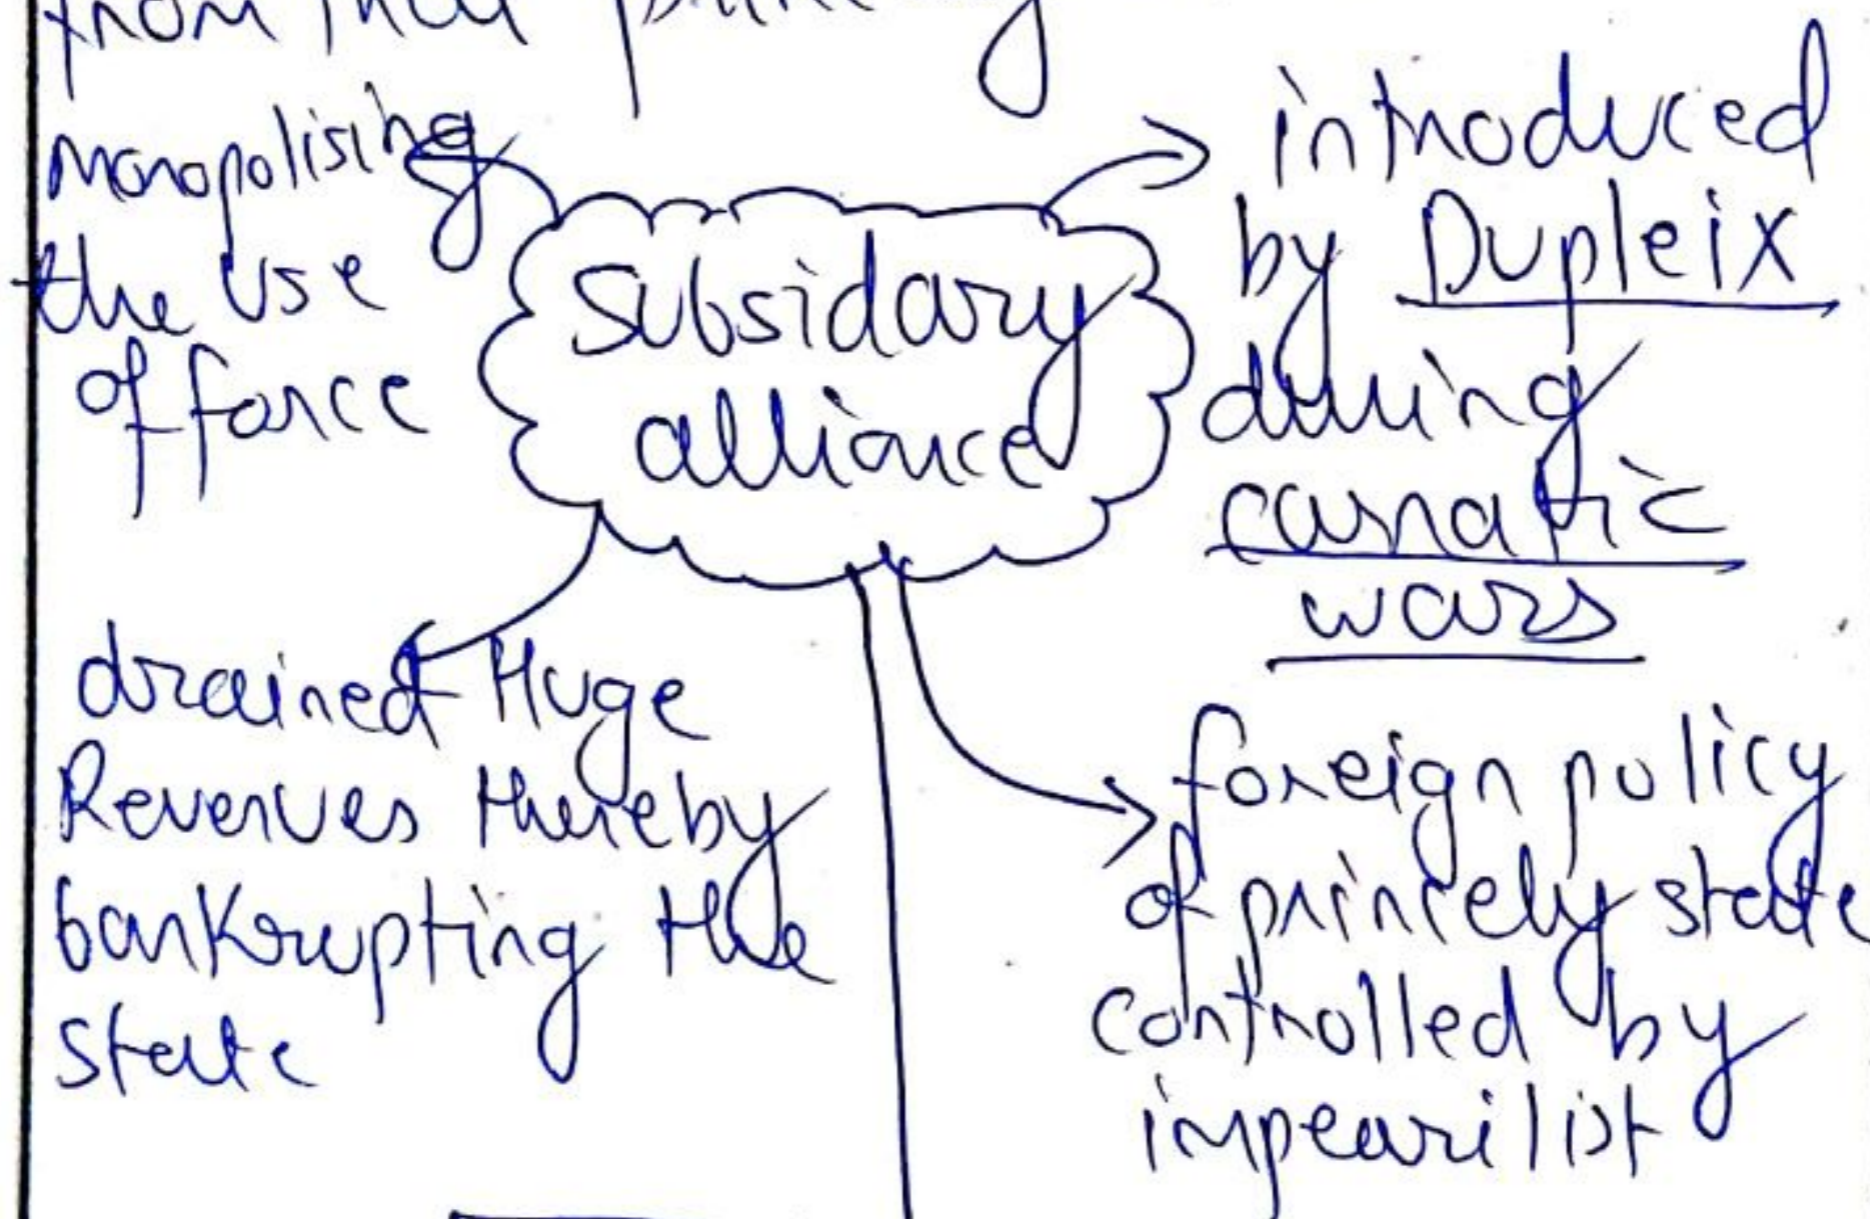 from
monopolising
the use
of force
subsidary
alliance
introduced
by Dupleix
during
carnatic
wars
drained Huge
Revenues thereby
bankrupting the
state
foreign policy
of princely state
controlled by
impearilist